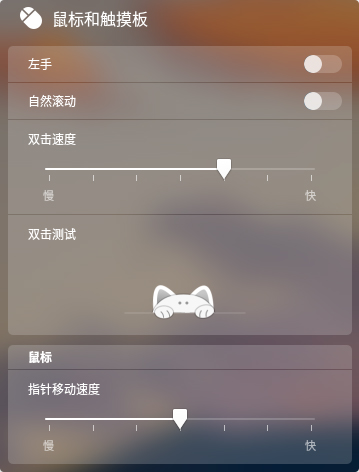 鼠标和触摸板
左手
自然滚动
双击速度
慢 快
双击测试
鼠标
指针移动速度
慢 快